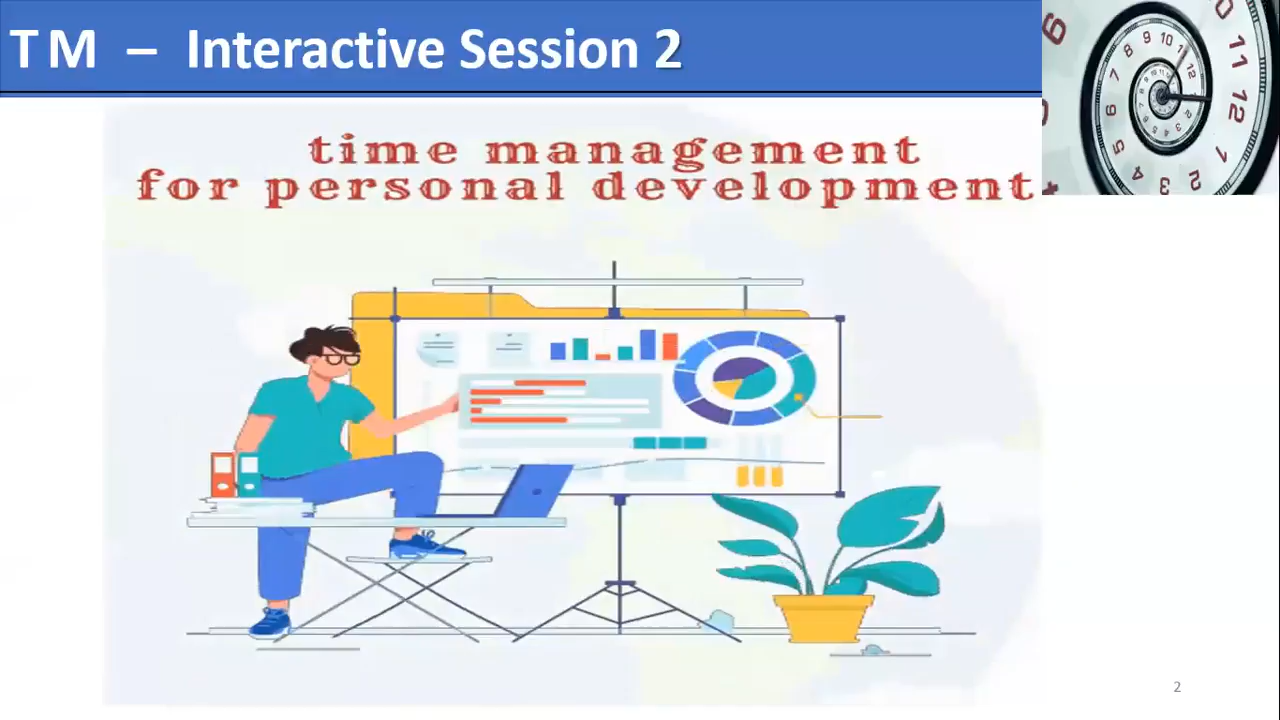 TM – Interactive Session 2
time management
for personal development
2